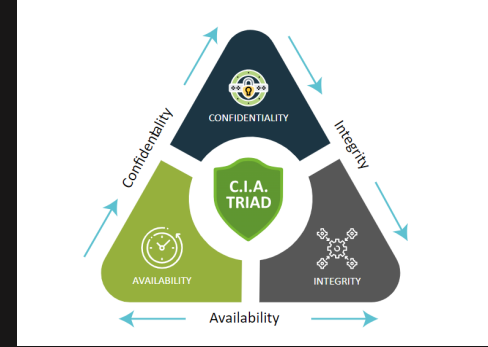 CONFIDENTIALITY
Confidentiality
Integrity
C.I.A.
TRIAD
AVAILABILITY
INTEGRITY
Availability